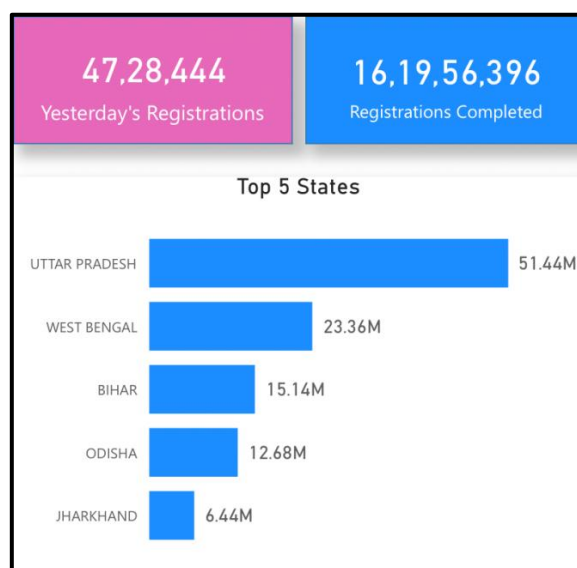 47,28,444
Yesterday's Registrations
16,19,56,396
Registrations Completed
Top 5 States
UTTAR PRADESH 51.44M
WEST BENGAL 23.36M
BIHAR 15.14M
ODISHA 12.68M
JHARKHAND 6.44M